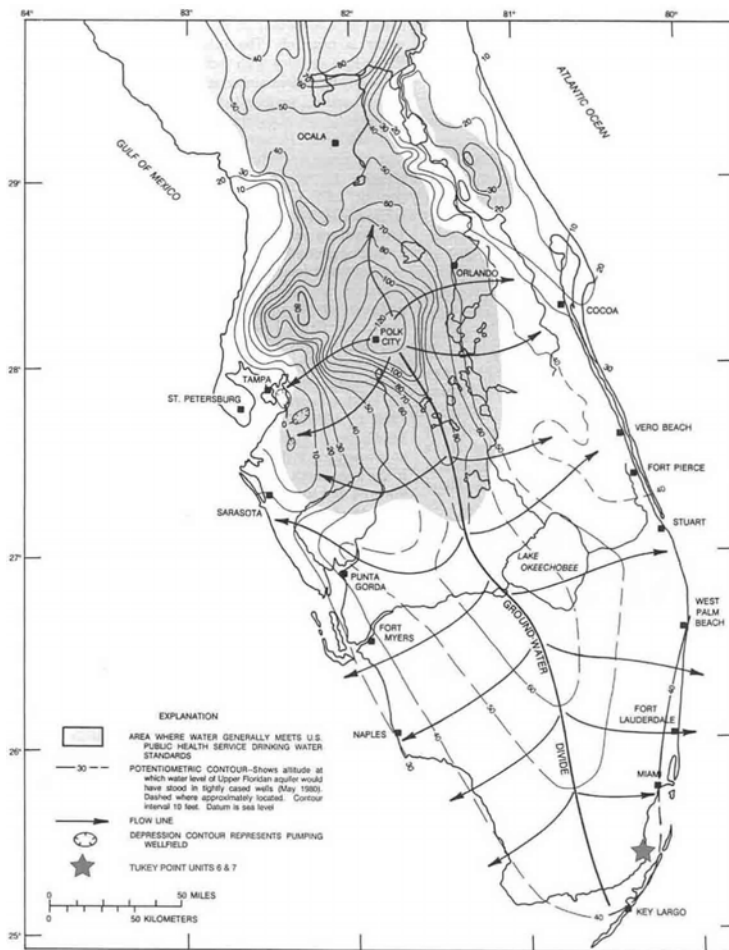 64°
62°
81°
80°
29°
28°
27°
26°
25°
ATLANTIC OCEAN
GULF OF MEXICO
OCALA
ORLANDO
COCOA
POLK
CITY
TAMPA
ST. PETERSBURG
VERO BEACH
FORT PIERCE
SARASOTA
STUART
LAKE
OKEECHOBEE
PUNTA
GORDA
WEST
PALM
BEACH
FORT
MYERS
GROUND WATER
DIVIDE
NAPLES
FORT
LAUDERDALE
MIAMI
KEY LARGO
EXPLANATION
AREA WHERE WATER GENERALLY MEETS U.S.
PUBLIC HEALTH SERVICE DRINKING WATER
STANDARDS
30
POTENTIOMETRIC CONTOUR—Shows altitude at
which water level of Upper Floridan aquifer would
have stood in tightly cased wells (May 1980).
Dashed where approximately located. Contour
interval 10 feet. Datum is sea level
FLOW LINE
DEPRESSION CONTOUR REPRESENTS PUMPING
WELLFIELD
TUKEY POINT UNITS 6 & 7
0 50 MILES
0 50 KILOMETERS